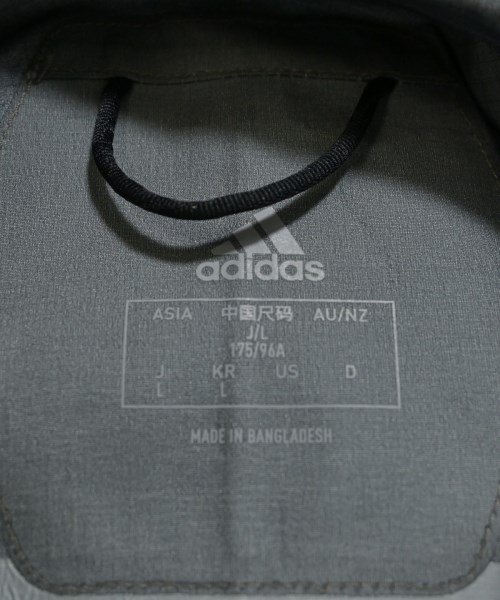 adidas
ASIA 中国尺码 AU/NZ
J/L
175/96A
J KR US D
L L
MADE IN BANGLADESH